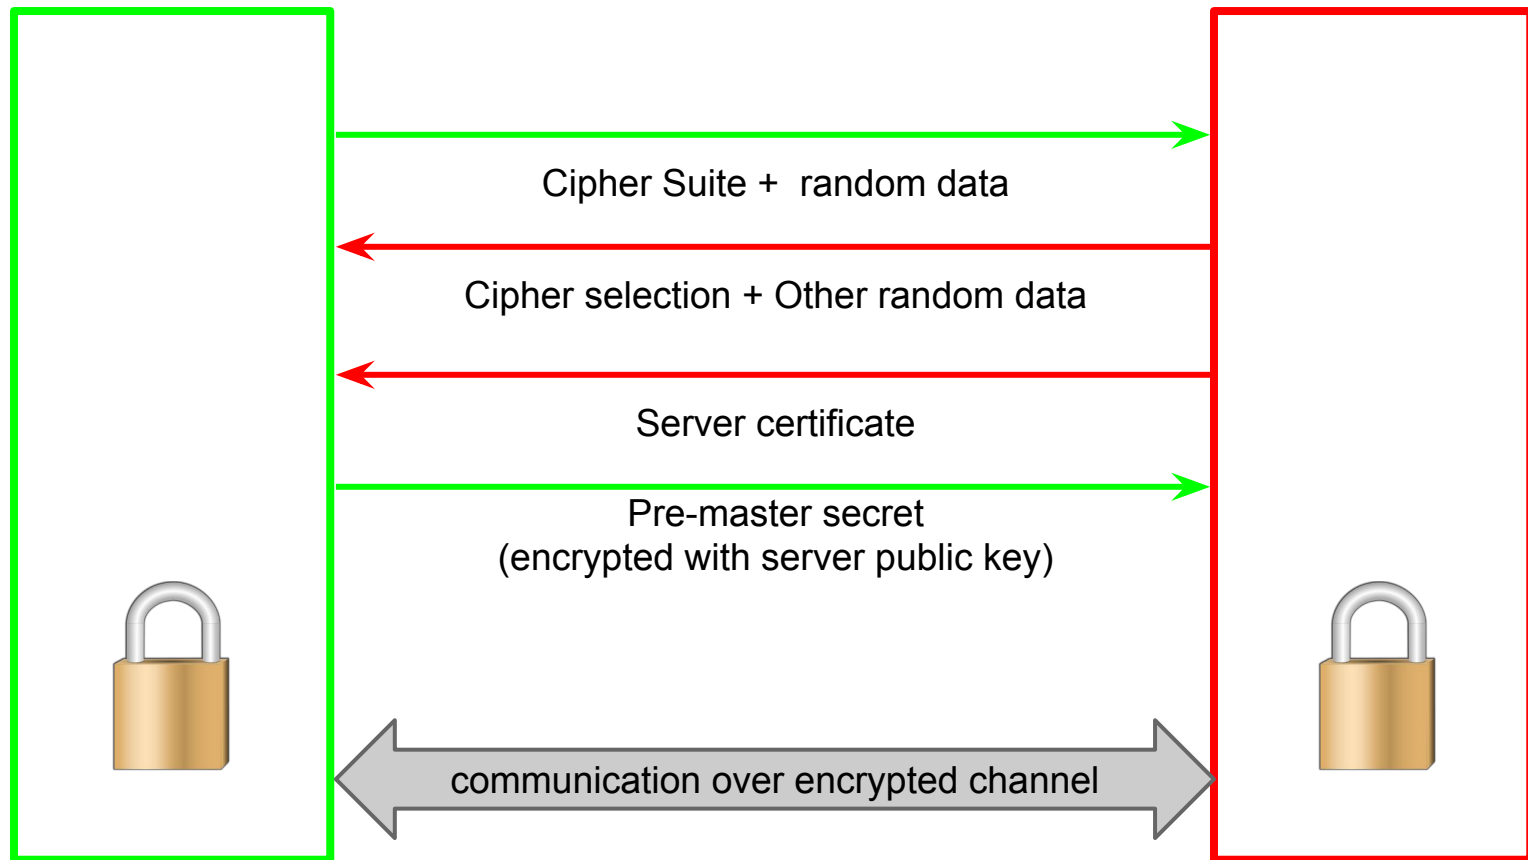 Cipher Suite +  random data
Cipher selection + Other random data
Server certificate
Pre-master secret
(encrypted with server public key)
communication over encrypted channel